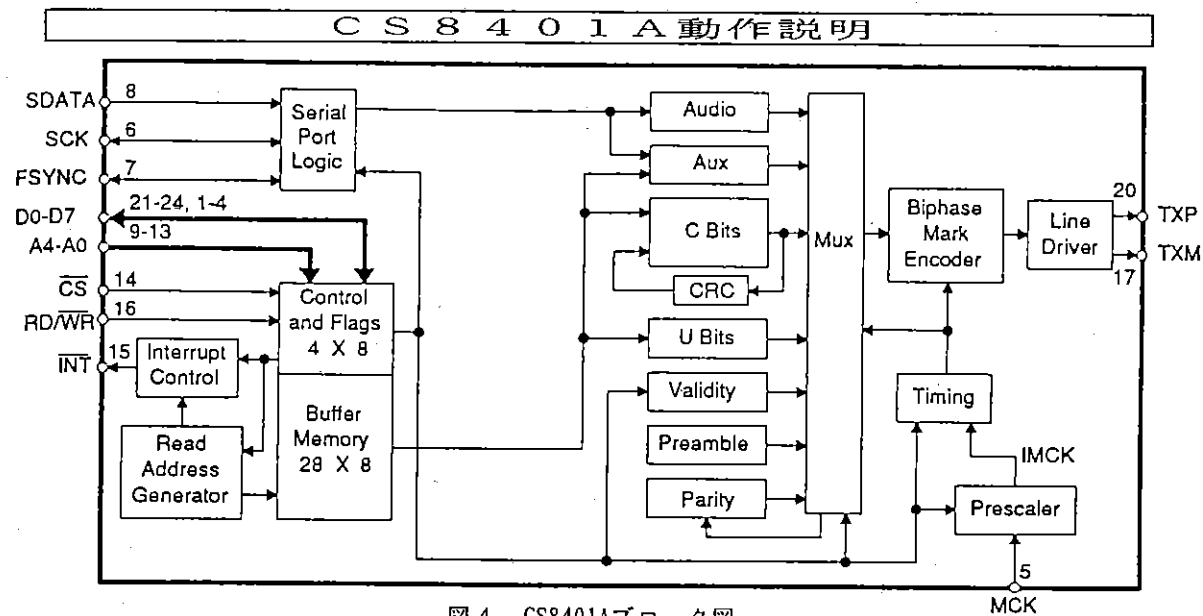 CS8401A動作説明
SDATA
8
SCK
6
FSYNC
7
D0-D7
21-24, 1-4
A4-A0
9-13
CS
14
RD/WR
16
INT
15
Serial
Port
Logic
Control
and Flags
4 X 8
Interrupt
Control
Buffer
Memory
28 X 8
Read
Address
Generator
Audio
Aux
C Bits
CRC
U Bits
Validity
Preamble
Parity
Mux
Biphase
Mark
Encoder
Line
Driver
20
TXP
TXM
17
Timing
IMCK
Prescaler
5
MCK
図4 CS8401Aブロック図